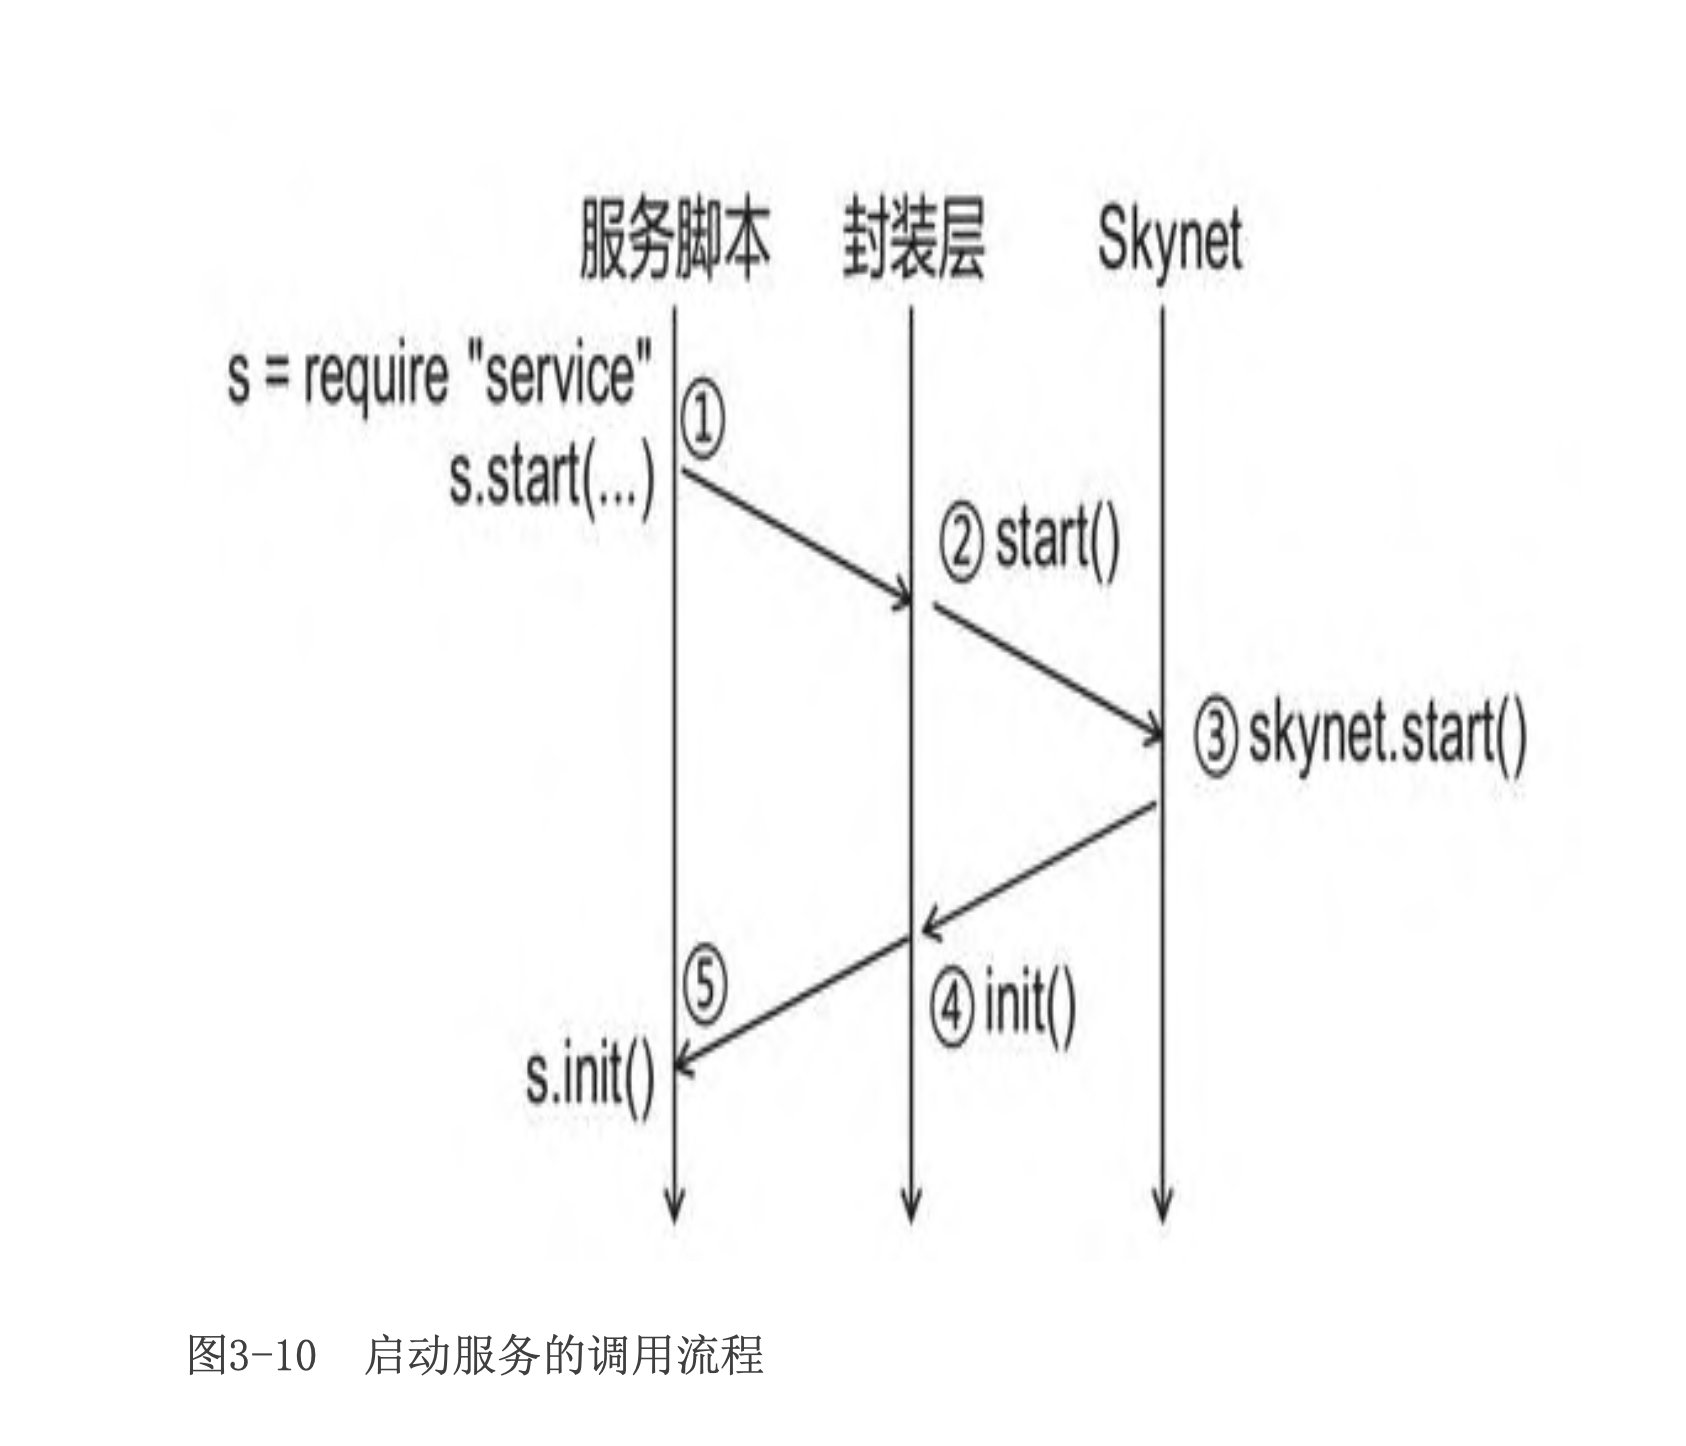 服务脚本 封装层 Skynet
s = require "service"
①
s.start(...)
② start()
③ skynet.start()
④ init()
⑤
s.init()
图3-10 启动服务的调用流程